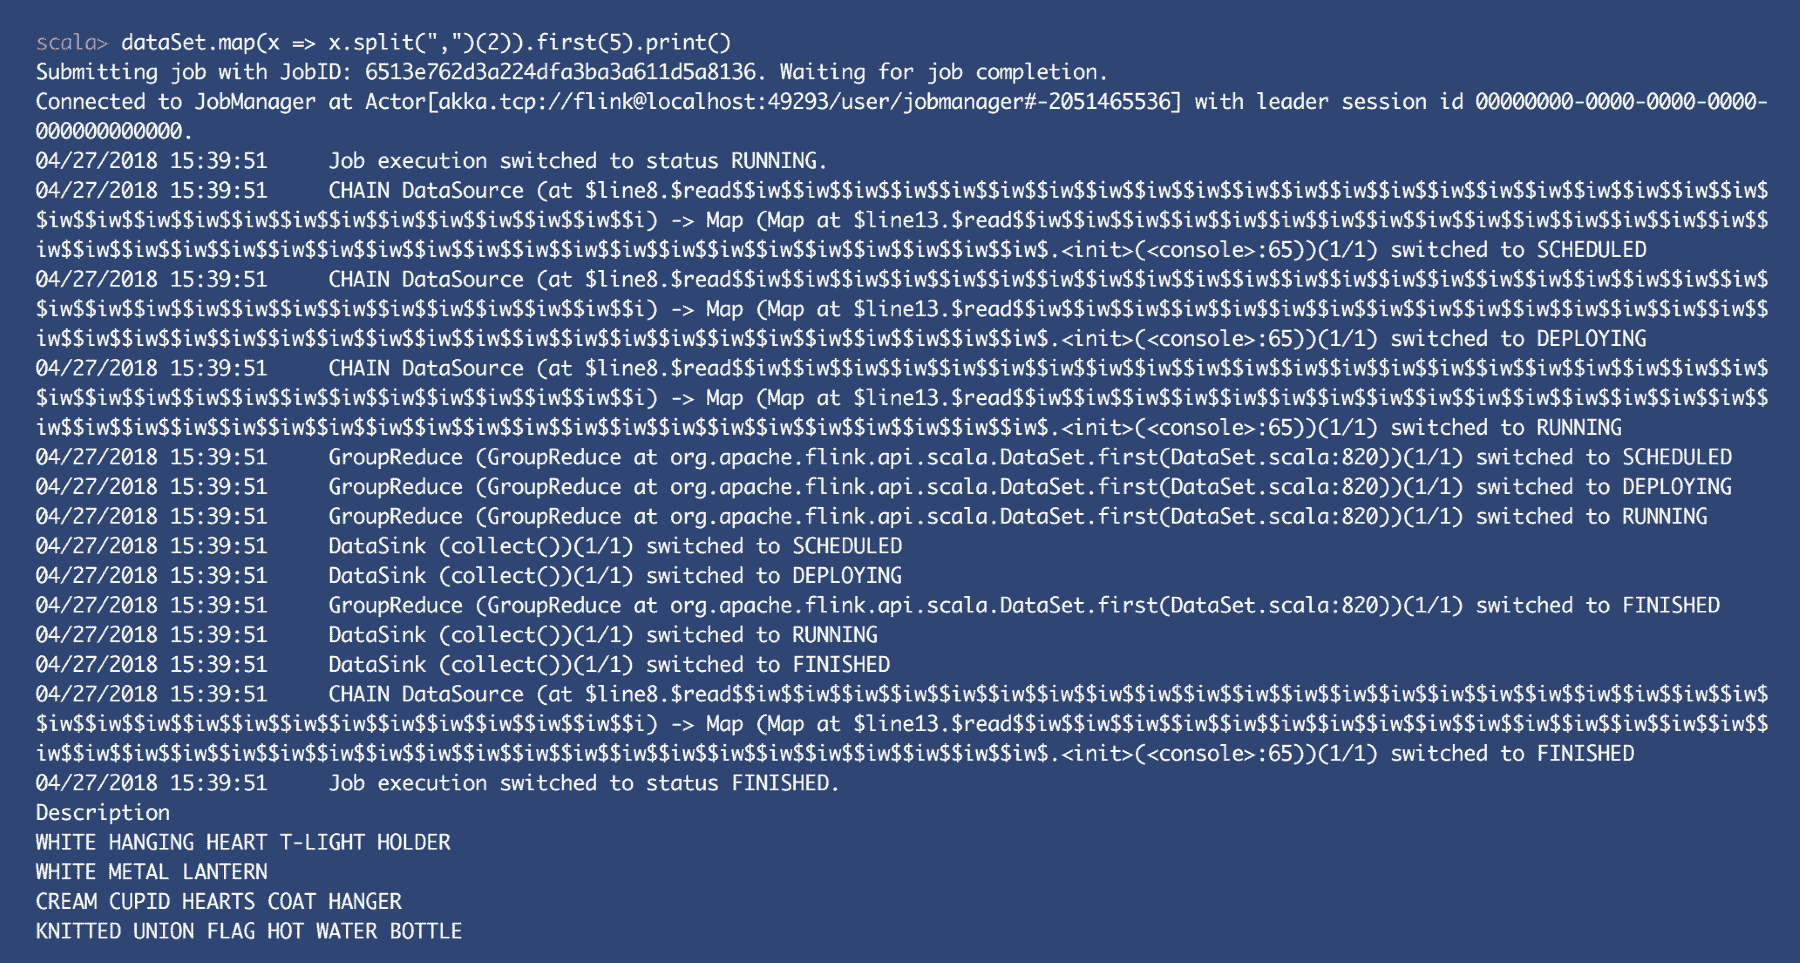 scala> dataSet.map(x => x.split(",")(2)).first(5).print()
Submitting job with JobID: 6513e762d3a224dfa3ba3a611d5a8136. Waiting for job completion.
Connected to JobManager at Actor[akka.tcp://flink@localhost:49293/user/jobmanager#-2051465536] with leader session id 00000000-0000-0000-0000-
000000000000.
04/27/2018 15:39:51     Job execution switched to status RUNNING.
04/27/2018 15:39:51     CHAIN DataSource (at $line8.$read$$iw$$iw$$iw$$iw$$iw$$iw$$iw$$iw$$iw$$iw$$iw$$iw$$iw$$iw$$iw$$iw$$iw$$iw$$iw$$iw$$iw$
$iw$$iw$$iw$$iw$$iw$$iw$$iw$$iw$$iw$$iw$$iw$$iw$$i) -> Map (Map at $line13.$read$$iw$$iw$$iw$$iw$$iw$$iw$$iw$$iw$$iw$$iw$$iw$$iw$$iw$$iw$$iw$$
iw$$iw$$iw$$iw$$iw$$iw$$iw$$iw$$iw$$iw$$iw$$iw$$iw$$iw$$iw$$iw$$iw$$iw$$iw$$iw$$iw$.<init>(<console>:65))(1/1) switched to SCHEDULED
04/27/2018 15:39:51     CHAIN DataSource (at $line8.$read$$iw$$iw$$iw$$iw$$iw$$iw$$iw$$iw$$iw$$iw$$iw$$iw$$iw$$iw$$iw$$iw$$iw$$iw$$iw$$iw$$iw$
$iw$$iw$$iw$$iw$$iw$$iw$$iw$$iw$$iw$$iw$$iw$$iw$$i) -> Map (Map at $line13.$read$$iw$$iw$$iw$$iw$$iw$$iw$$iw$$iw$$iw$$iw$$iw$$iw$$iw$$iw$$iw$$
iw$$iw$$iw$$iw$$iw$$iw$$iw$$iw$$iw$$iw$$iw$$iw$$iw$$iw$$iw$$iw$$iw$$iw$$iw$$iw$$iw$.<init>(<console>:65))(1/1) switched to DEPLOYING
04/27/2018 15:39:51     CHAIN DataSource (at $line8.$read$$iw$$iw$$iw$$iw$$iw$$iw$$iw$$iw$$iw$$iw$$iw$$iw$$iw$$iw$$iw$$iw$$iw$$iw$$iw$$iw$$iw$
$iw$$iw$$iw$$iw$$iw$$iw$$iw$$iw$$iw$$iw$$iw$$iw$$i) -> Map (Map at $line13.$read$$iw$$iw$$iw$$iw$$iw$$iw$$iw$$iw$$iw$$iw$$iw$$iw$$iw$$iw$$iw$$
iw$$iw$$iw$$iw$$iw$$iw$$iw$$iw$$iw$$iw$$iw$$iw$$iw$$iw$$iw$$iw$$iw$$iw$$iw$$iw$$iw$.<init>(<console>:65))(1/1) switched to RUNNING
04/27/2018 15:39:51     GroupReduce (GroupReduce at org.apache.flink.api.scala.DataSet.first(DataSet.scala:820))(1/1) switched to SCHEDULED
04/27/2018 15:39:51     GroupReduce (GroupReduce at org.apache.flink.api.scala.DataSet.first(DataSet.scala:820))(1/1) switched to DEPLOYING
04/27/2018 15:39:51     GroupReduce (GroupReduce at org.apache.flink.api.scala.DataSet.first(DataSet.scala:820))(1/1) switched to RUNNING
04/27/2018 15:39:51     DataSink (collect())(1/1) switched to SCHEDULED
04/27/2018 15:39:51     DataSink (collect())(1/1) switched to DEPLOYING
04/27/2018 15:39:51     GroupReduce (GroupReduce at org.apache.flink.api.scala.DataSet.first(DataSet.scala:820))(1/1) switched to FINISHED
04/27/2018 15:39:51     DataSink (collect())(1/1) switched to RUNNING
04/27/2018 15:39:51     DataSink (collect())(1/1) switched to FINISHED
04/27/2018 15:39:51     CHAIN DataSource (at $line8.$read$$iw$$iw$$iw$$iw$$iw$$iw$$iw$$iw$$iw$$iw$$iw$$iw$$iw$$iw$$iw$$iw$$iw$$iw$$iw$$iw$$iw$
$iw$$iw$$iw$$iw$$iw$$iw$$iw$$iw$$iw$$iw$$iw$$iw$$i) -> Map (Map at $line13.$read$$iw$$iw$$iw$$iw$$iw$$iw$$iw$$iw$$iw$$iw$$iw$$iw$$iw$$iw$$iw$$
iw$$iw$$iw$$iw$$iw$$iw$$iw$$iw$$iw$$iw$$iw$$iw$$iw$$iw$$iw$$iw$$iw$$iw$$iw$$iw$$iw$.<init>(<console>:65))(1/1) switched to FINISHED
04/27/2018 15:39:51     Job execution switched to status FINISHED.
Description
WHITE HANGING HEART T-LIGHT HOLDER
WHITE METAL LANTERN
CREAM CUPID HEARTS COAT HANGER
KNITTED UNION FLAG HOT WATER BOTTLE